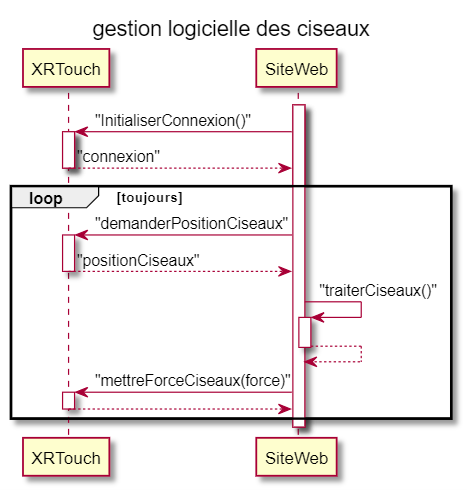 gestion logicielle des ciseaux
XRTouch SiteWeb
"InitialiserConnexion()"
"connexion"
loop [toujours]
"demanderPositionCiseaux"
"positionCiseaux"
"traiterCiseaux()"
"mettreForceCiseaux(force)"
XRTouch SiteWeb